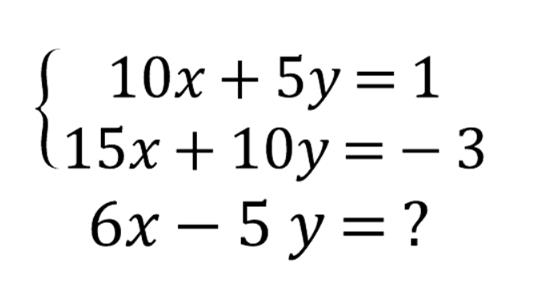 10x + 5y = 1
15x + 10y = − 3
6x − 5 y = ?